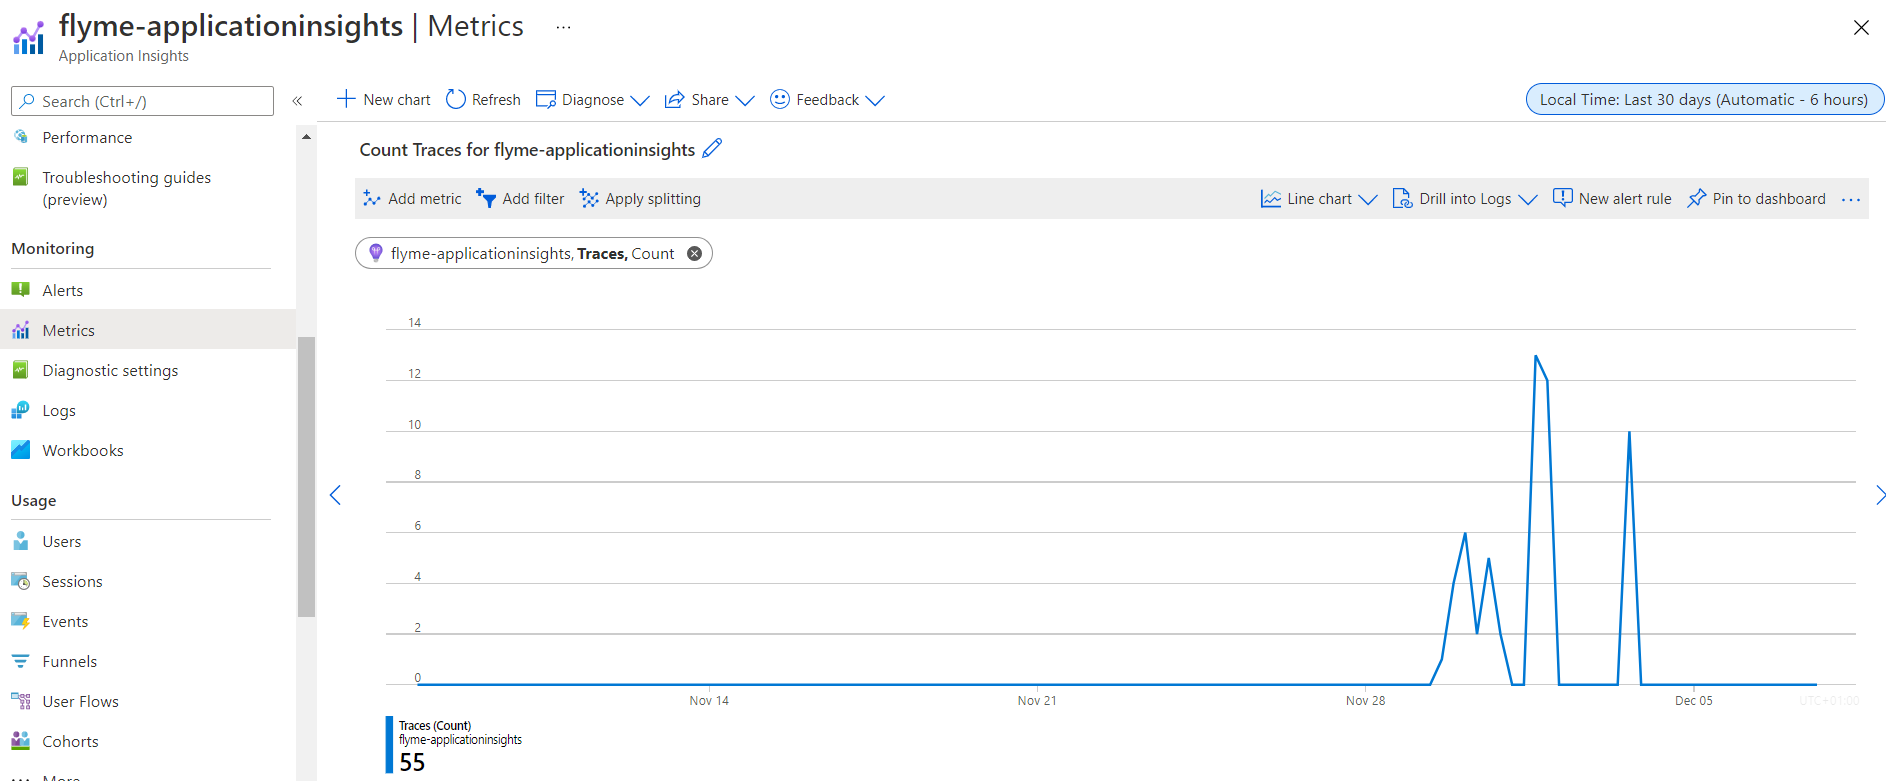 flyme-applicationinsights | Metrics ...
Application Insights
Search (Ctrl+/)
«
New chart
Refresh
Diagnose
Share
Feedback
Local Time: Last 30 days (Automatic - 6 hours)
Performance
Troubleshooting guides
(preview)
Monitoring
Alerts
Metrics
Diagnostic settings
Logs
Workbooks
Usage
Users
Sessions
Events
Funnels
User Flows
Cohorts
More
Count Traces for flyme-applicationinsights
Add metric
Add filter
Apply splitting
Line chart
Drill into Logs
New alert rule
Pin to dashboard
...
flyme-applicationinsights, Traces, Count
14
12
10
8
6
4
2
0
Nov 14
Nov 21
Nov 28
Dec 05
UTC+01:00
Traces (Count)
flyme-applicationinsights
55